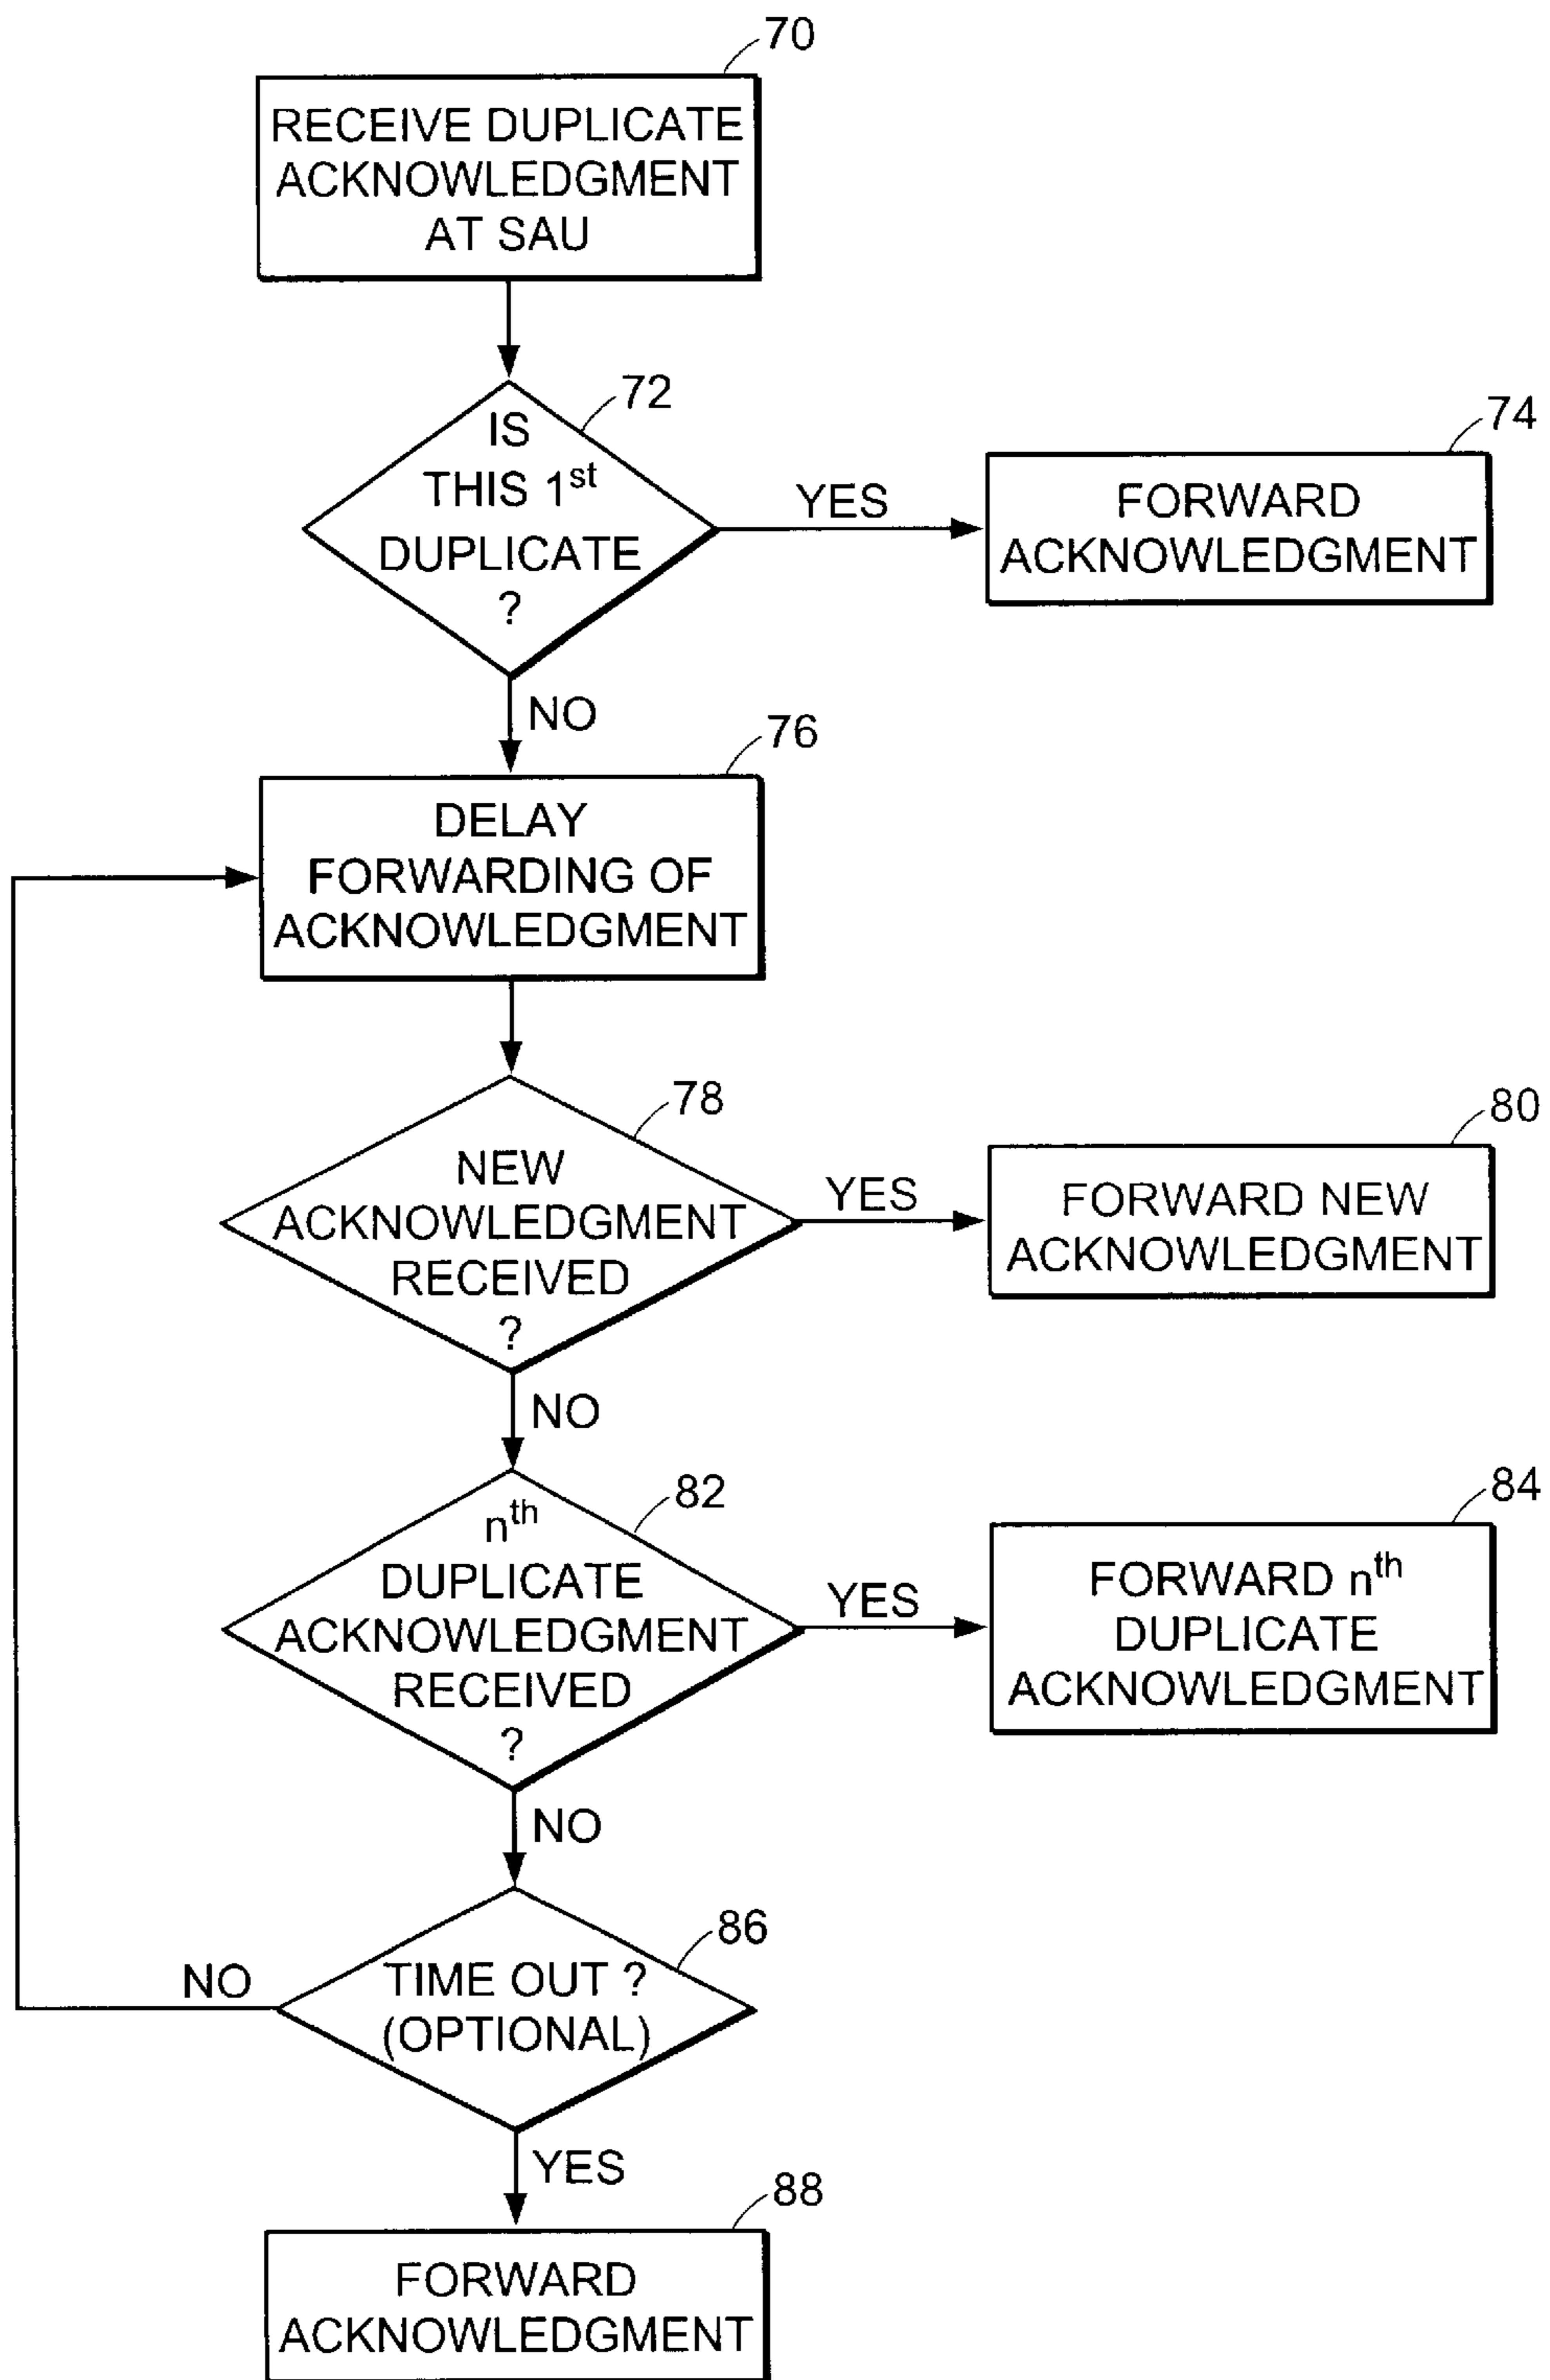 70
RECEIVE DUPLICATE
ACKNOWLEDGMENT
AT SAU
72
IS
THIS 1st
DUPLICATE
?
YES
74
FORWARD
ACKNOWLEDGMENT
NO
76
DELAY
FORWARDING OF
ACKNOWLEDGMENT
78
NEW
ACKNOWLEDGMENT
RECEIVED
?
YES
80
FORWARD NEW
ACKNOWLEDGMENT
NO
82
nth
DUPLICATE
ACKNOWLEDGMENT
RECEIVED
?
YES
84
FORWARD nth
DUPLICATE
ACKNOWLEDGMENT
NO
86
TIME OUT ?
(OPTIONAL)
NO
YES
88
FORWARD
ACKNOWLEDGMENT